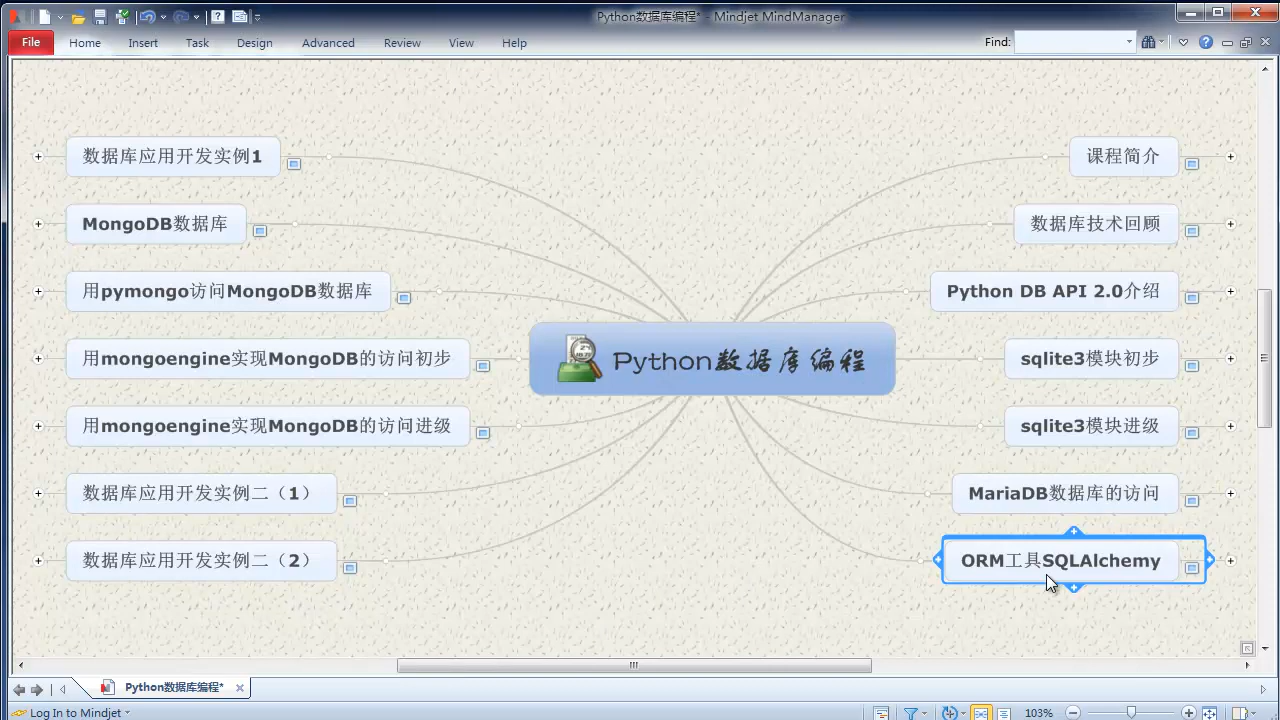 Python数据库编程* - Mindjet MindManager
File Home Insert Task Design Advanced Review View Help Find:
数据库应用开发实例1
MongoDB数据库
用pymongo访问MongoDB数据库
用mongoengine实现MongoDB的访问初步
用mongoengine实现MongoDB的访问进级
数据库应用开发实例二（1）
数据库应用开发实例二（2）
Python数据库编程
课程简介
数据库技术回顾
Python DB API 2.0介绍
sqlite3模块初步
sqlite3模块进级
MariaDB数据库的访问
ORM工具SQLAlchemy
Python数据库编程*
Log In to Mindjet
103%